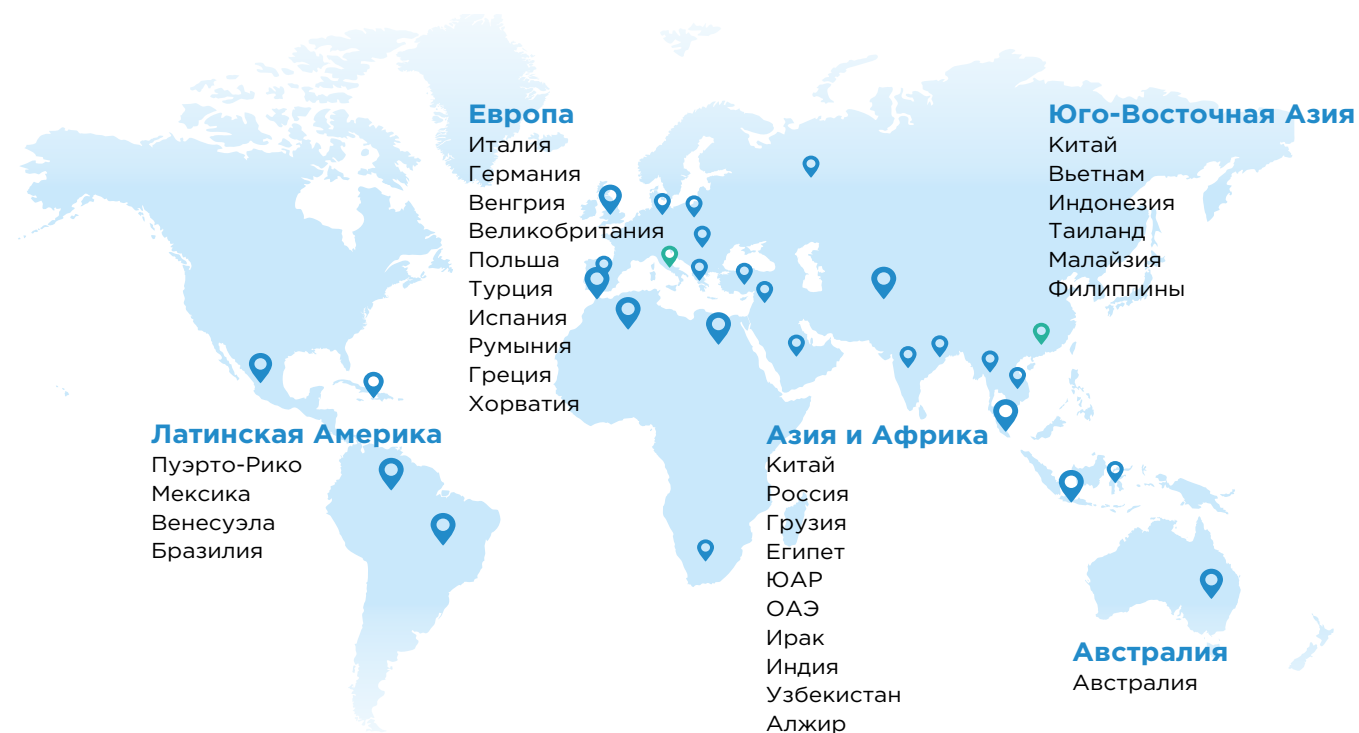 Европа
Италия
Германия
Венгрия
Великобритания
Польша
Турция
Испания
Румыния
Греция
Хорватия
Юго-Восточная Азия
Китай
Вьетнам
Индонезия
Таиланд
Малайзия
Филиппины
Латинская Америка
Пуэрто-Рико
Мексика
Венесуэла
Бразилия
Азия и Африка
Китай
Россия
Грузия
Египет
ЮАР
ОАЭ
Ирак
Индия
Узбекистан
Алжир
Австралия
Австралия